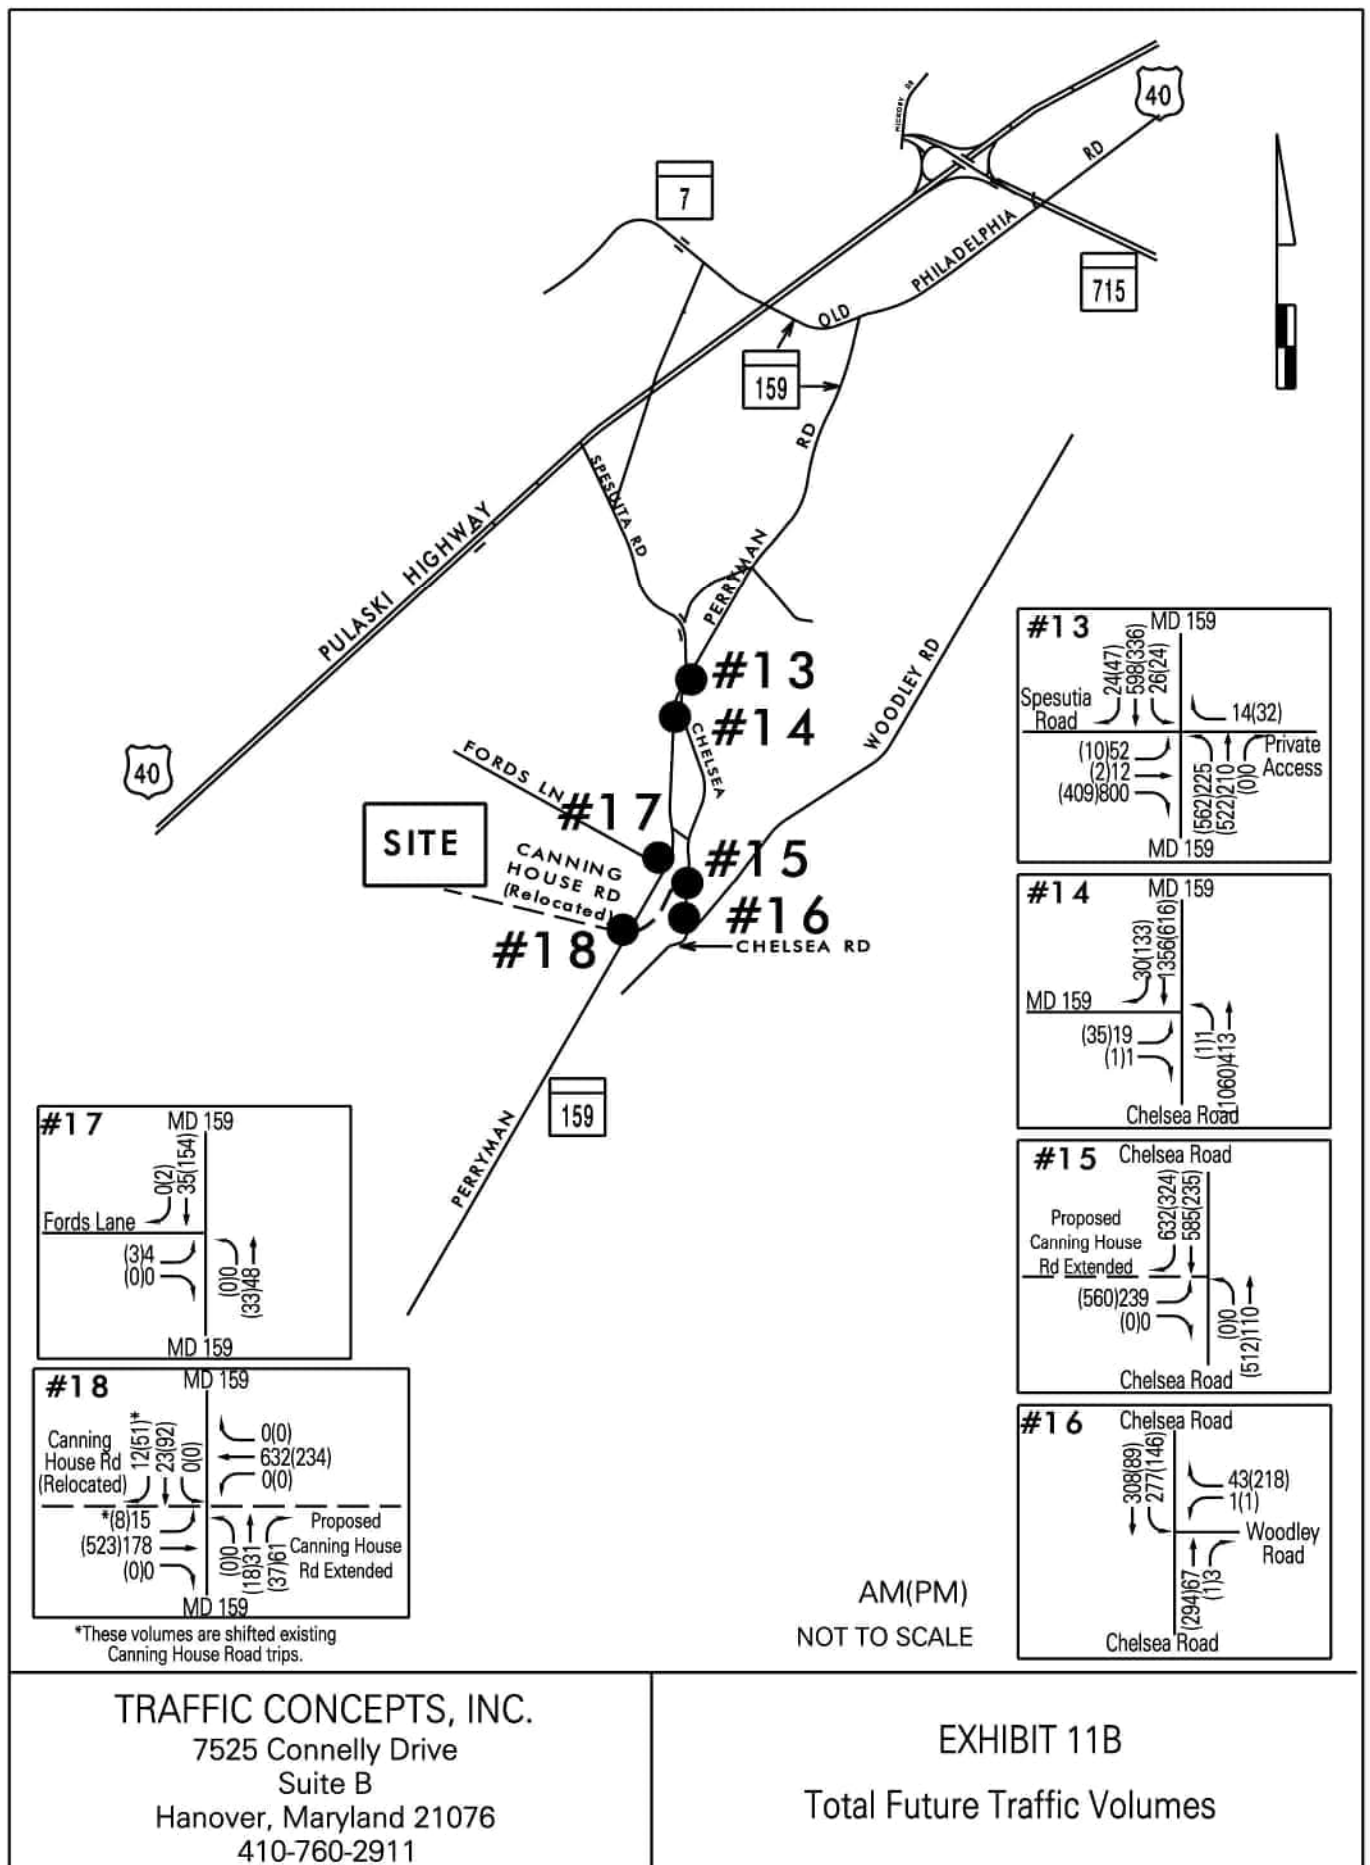 HICKORY DR
40
7
RD
PHILADELPHIA
OLD
715
159
RD
SPESUTIA RD
PULASKI HIGHWAY
PERRYMAN
WOODLEY RD
40
#13
#14
CHELSEA
FORDS LN
#17
SITE
CANNING
HOUSE RD
(Relocated)
#15
#16
#18
CHELSEA RD
159
PERRYMAN
#13
MD 159
24(47)
598(336)
26(24)
Spesutia
Road
14(32)
(10)52
(2)12
(409)800
(562)225
(522)210
(0)0
Private
Access
MD 159
#14
MD 159
30(133)
1356(616)
MD 159
(35)19
(1)1
(1)1
(1060)413
Chelsea Road
#15
Chelsea Road
632(324)
585(235)
Proposed
Canning House
Rd Extended
(560)239
(0)0
(0)0
(512)110
Chelsea Road
#16
Chelsea Road
308(89)
277(146)
43(218)
1(1)
Woodley
Road
(294)67
(1)3
Chelsea Road
#17
MD 159
0(2)
35(154)
Fords Lane
(3)4
(0)0
(0)0
(33)48
MD 159
#18
MD 159
Canning
House Rd
(Relocated)
12(51)*
23(92)
0(0)
0(0)
632(234)
0(0)
*(8)15
(523)178
(0)0
(0)0
(18)31
(37)61
Proposed
Canning House
Rd Extended
MD 159
*These volumes are shifted existing
Canning House Road trips.
AM(PM)
NOT TO SCALE
TRAFFIC CONCEPTS, INC.
7525 Connelly Drive
Suite B
Hanover, Maryland 21076
410-760-2911
EXHIBIT 11B
Total Future Traffic Volumes